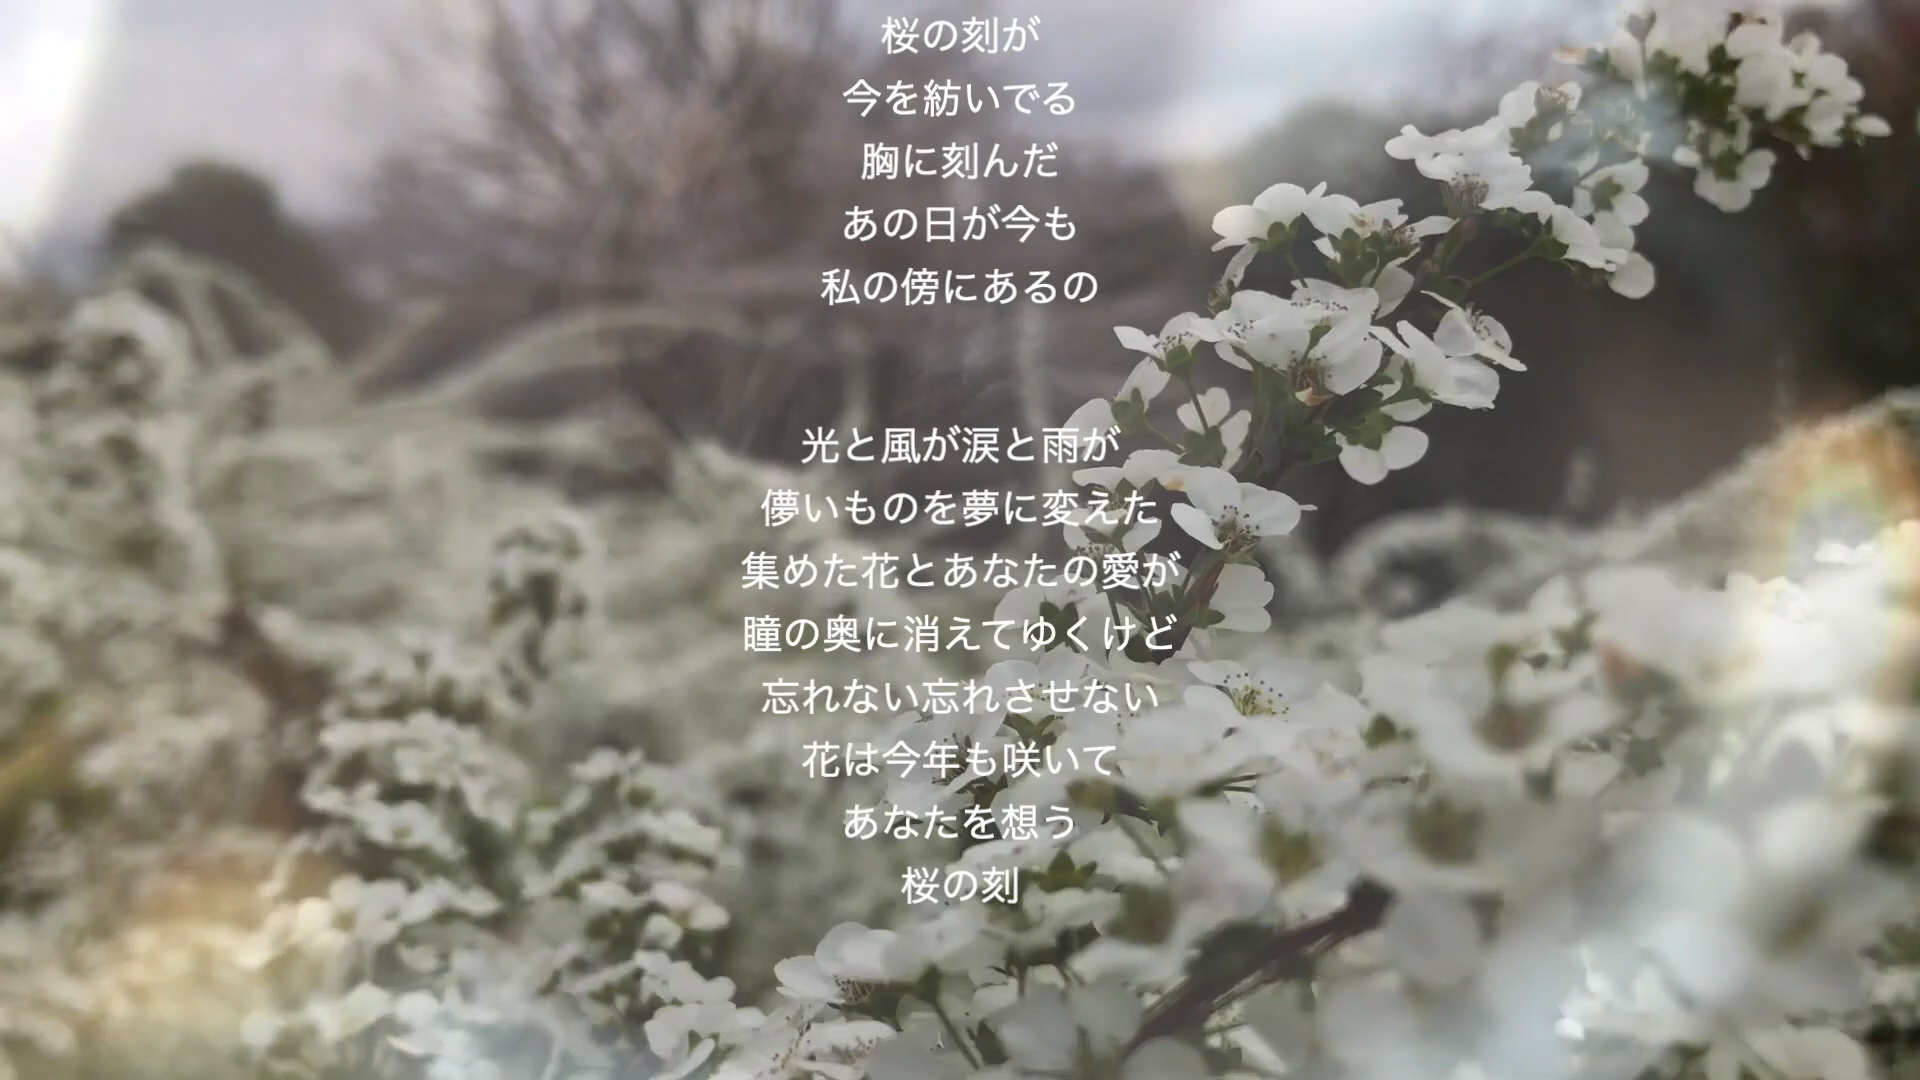 桜の刻が
今を紡いでる
胸に刻んだ
あの日が今も
私の傍にあるの
光と風が涙と雨が
儚いものを夢に変えた
集めた花とあなたの愛が
瞳の奥に消えてゆくけど
忘れない忘れさせない
花は今年も咲いて
あなたを想う
桜の刻